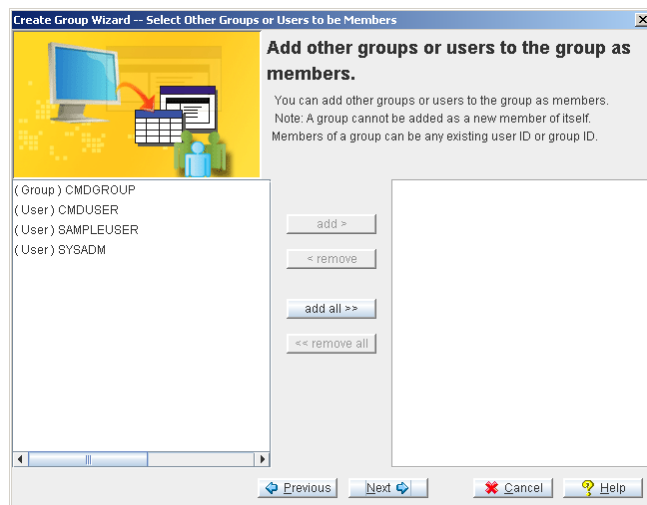 Create Group Wizard -- Select Other Groups or Users to be Members
Add other groups or users to the group as
members.
You can add other groups or users to the group as members.
Note: A group cannot be added as a new member of itself.
Members of a group can be any existing user ID or group ID.
( Group ) CMDGROUP
( User ) CMDUSER
( User ) SAMPLEUSER
( User ) SYSADM
add >
< remove
add all >>
<< remove all
Previous
Next
Cancel
Help